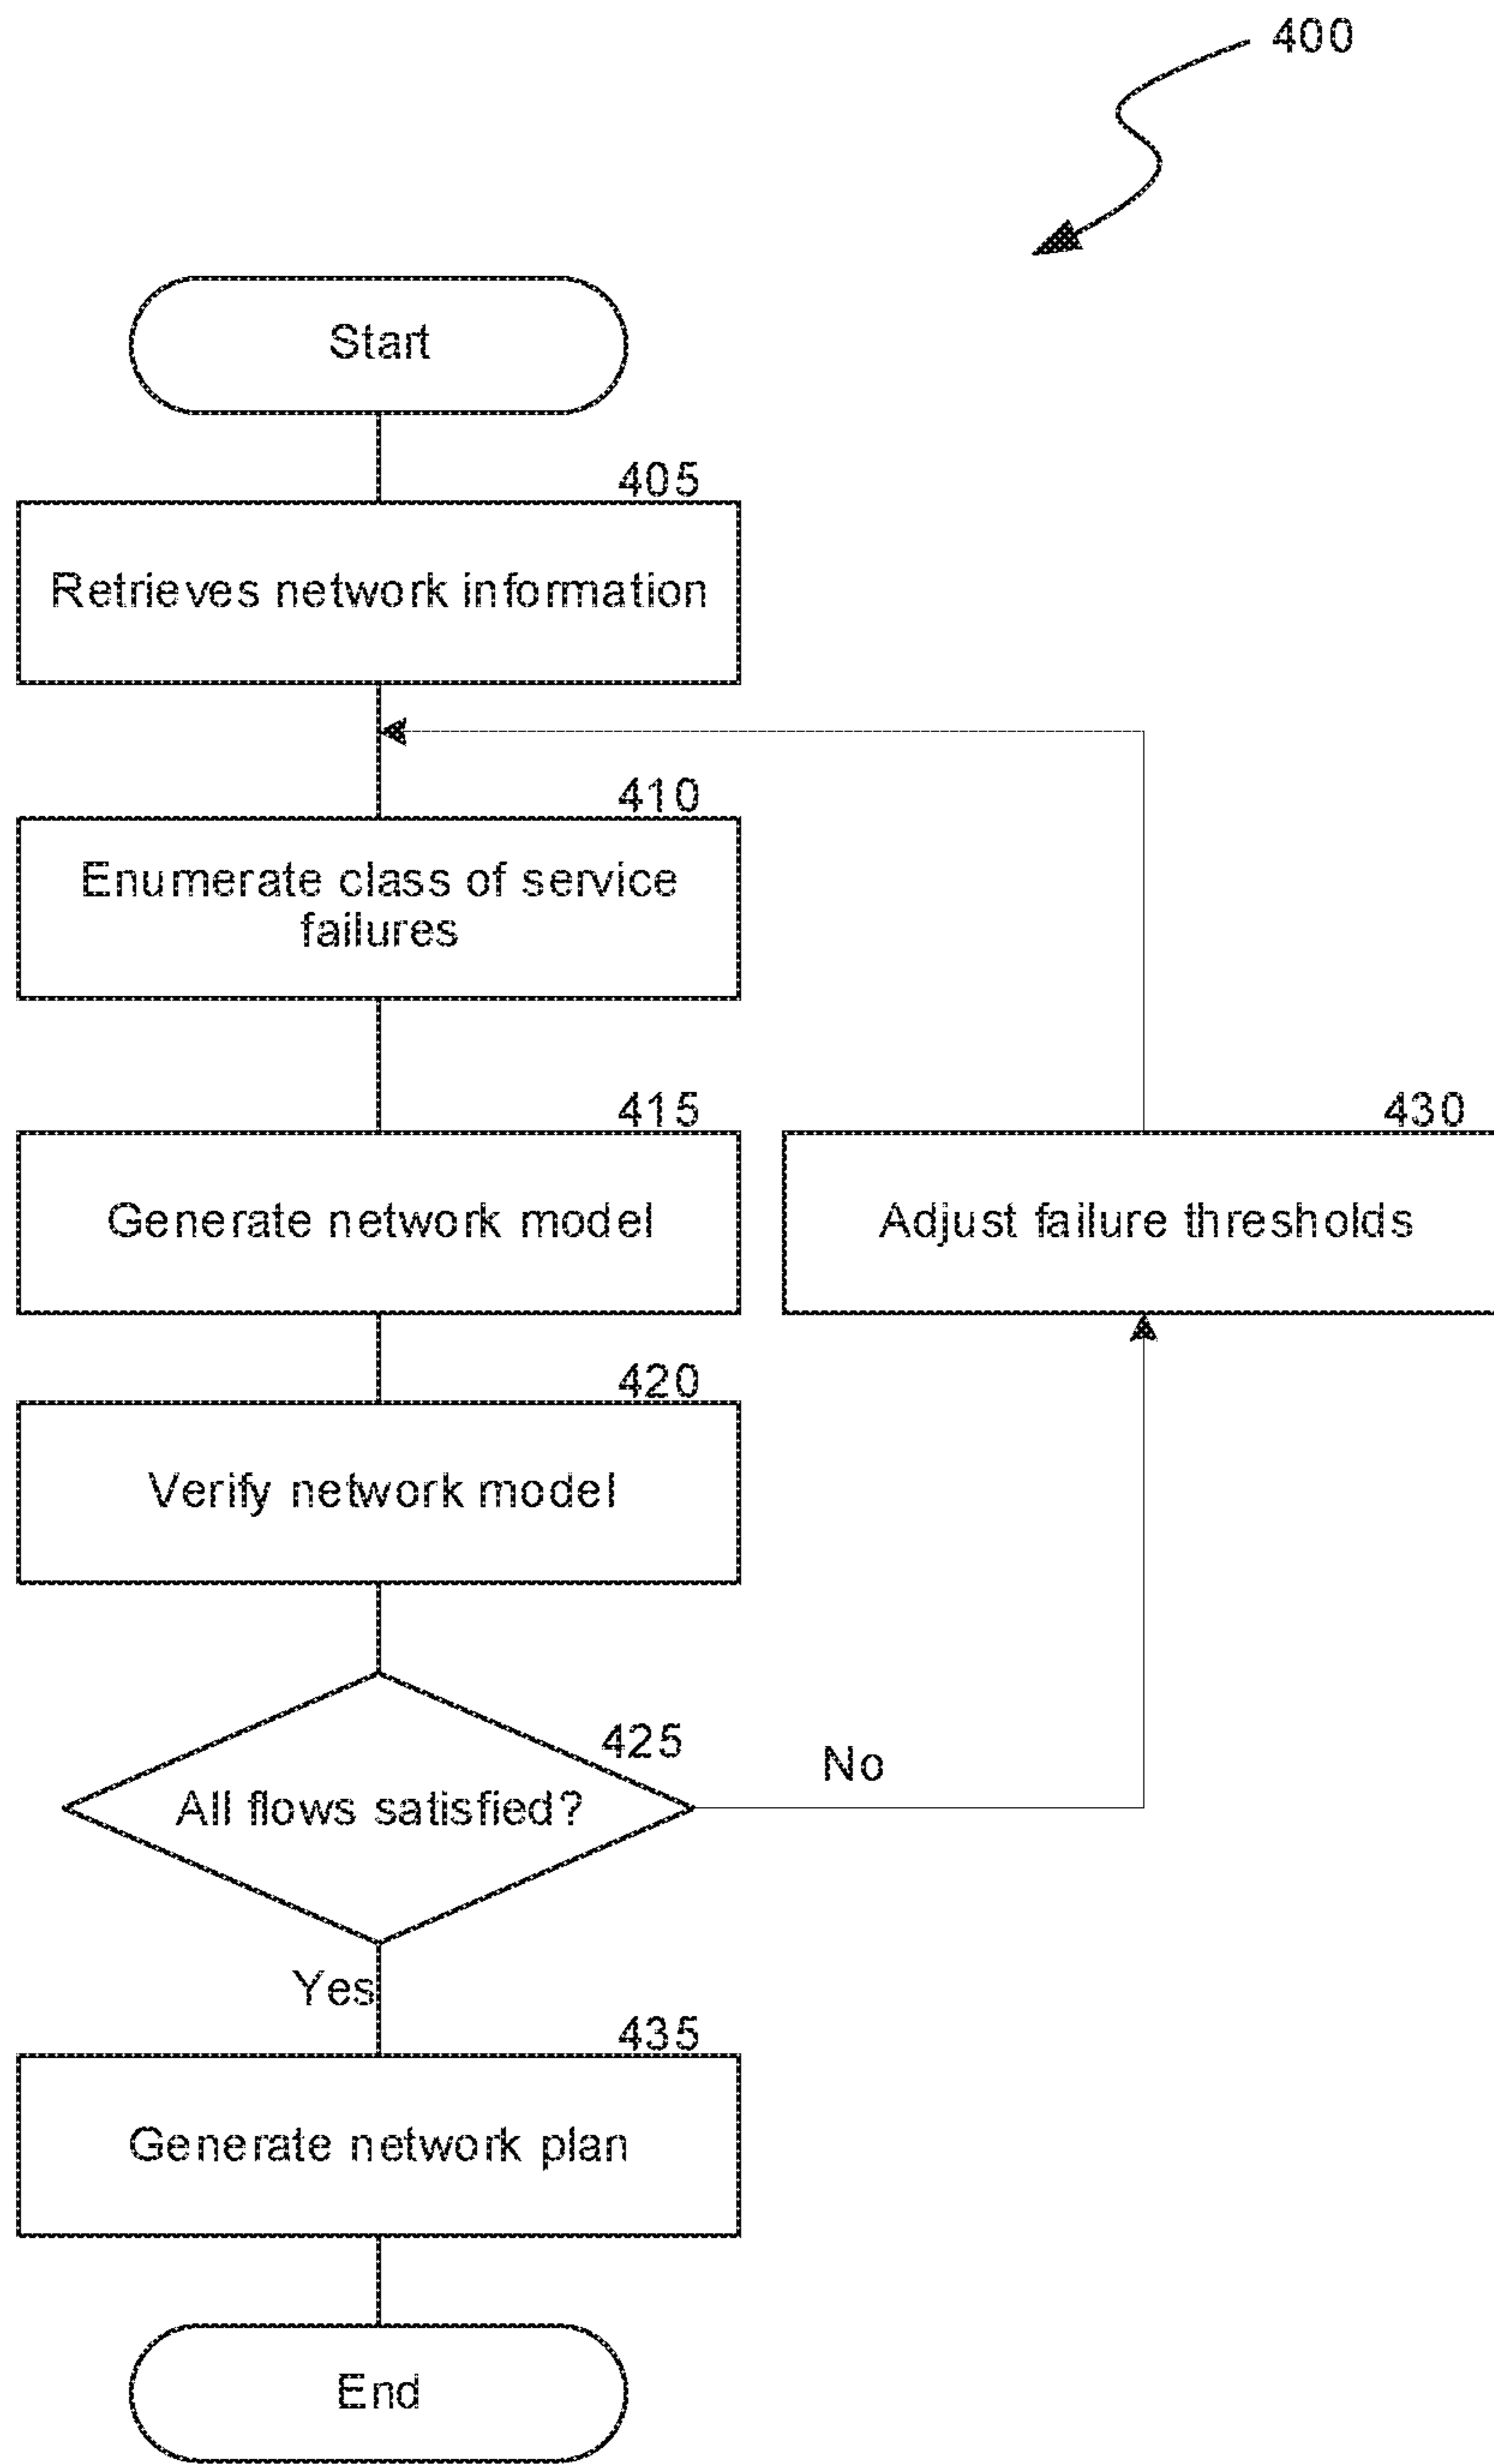 400
Start
405
Retrieves network information
410
Enumerate class of service
failures
415
Generate network model
430
Adjust failure thresholds
420
Verify network model
425
All flows satisfied?
No
Yes
435
Generate network plan
End